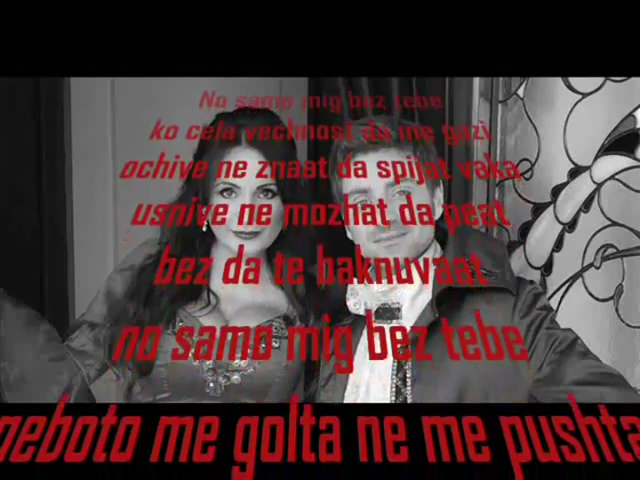 No samo mig bez tebe
ko cela vechnost da me gazi
ochive ne znaat da spijat vaka
usnive ne mozhat da peat
bez da te baknuvaat
no samo mig bez tebe
neboto me golta ne me pushta